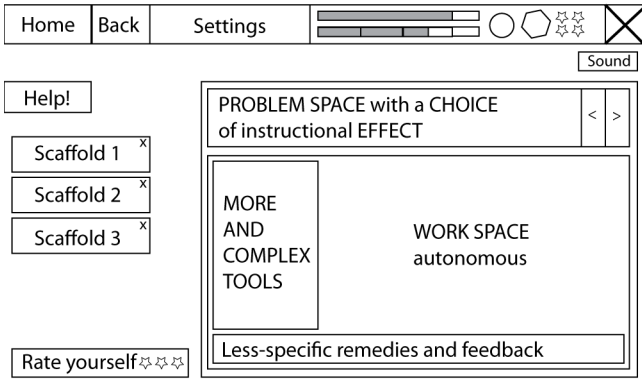 Home Back Settings
Sound
Help!
PROBLEM SPACE with a CHOICE
of instructional EFFECT
< >
Scaffold 1 x
Scaffold 2 x
Scaffold 3 x
MORE
AND
COMPLEX
TOOLS
WORK SPACE
autonomous
Less-specific remedies and feedback
Rate yourself